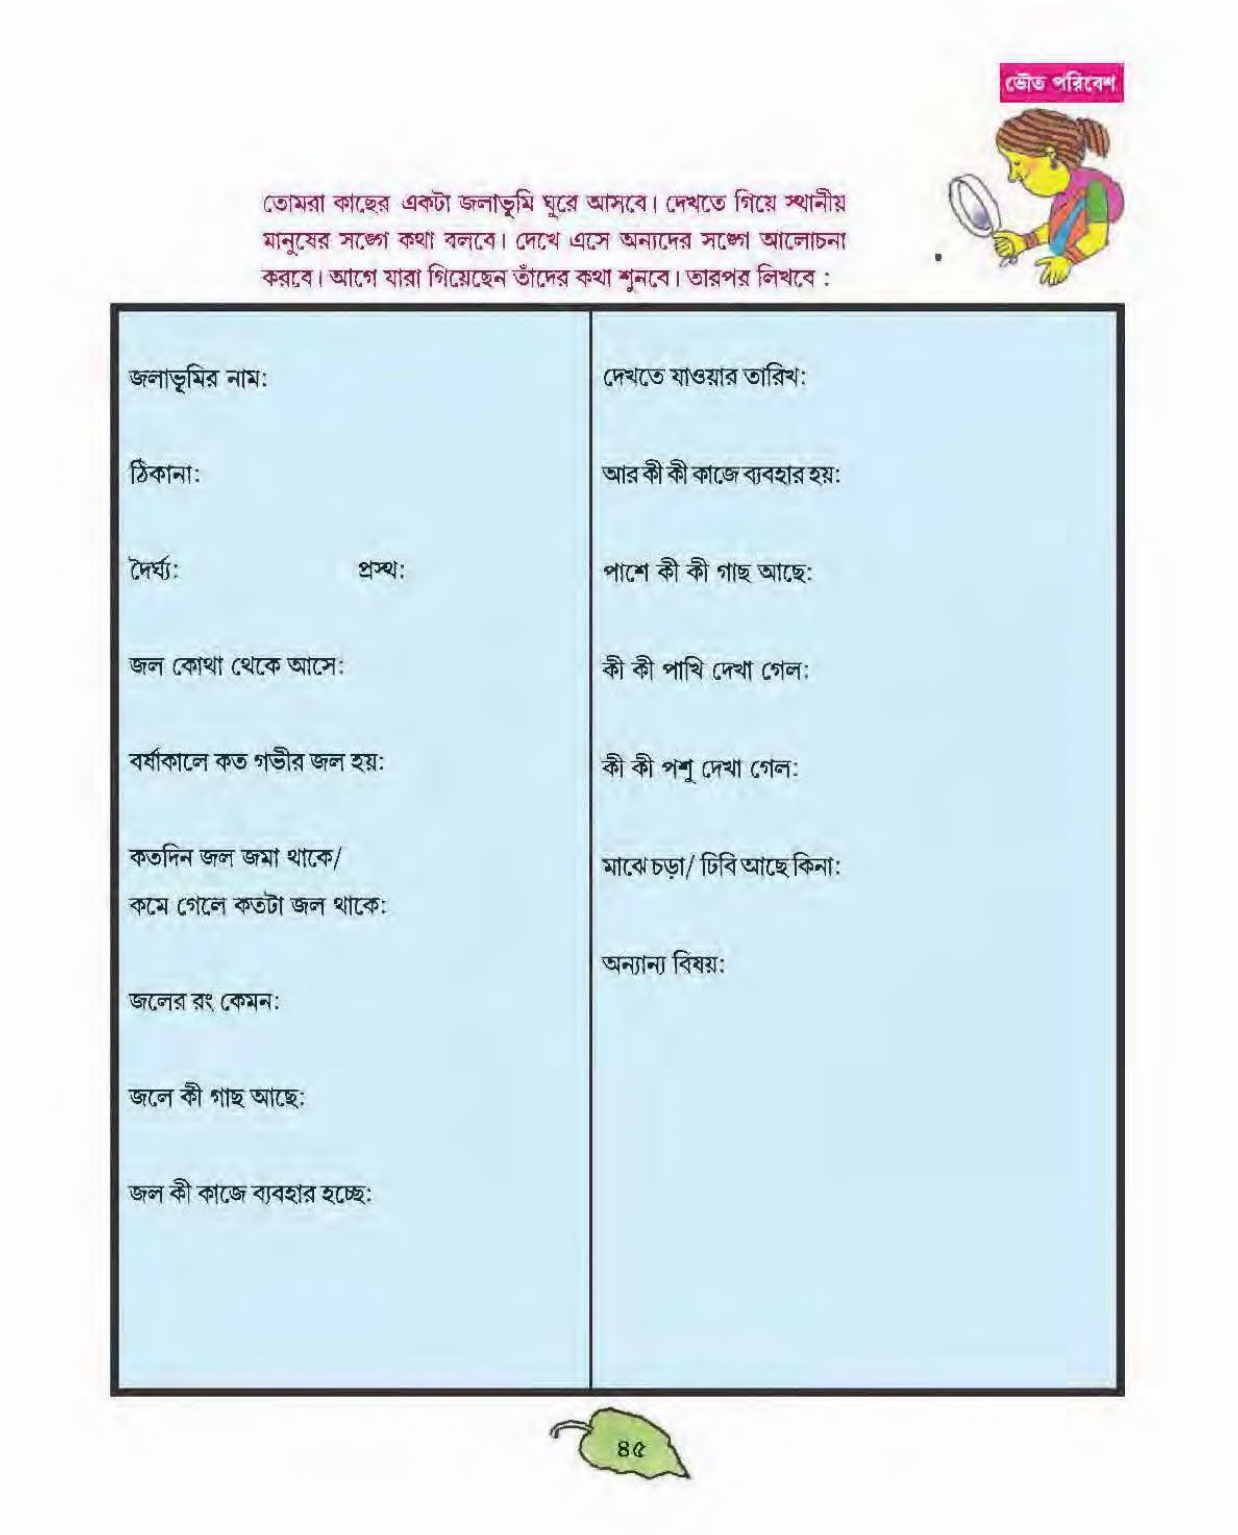 ভৌত পরিবেশ
তোমরা কাছের একটা জলাভূমি ঘুরে আসবে। দেখতে গিয়ে স্থানীয়
মানুষের সঙ্গে কথা বলবে। দেখে এসে অন্যদের সঙ্গে আলোচনা
করবে। আগে যারা গিয়েছেন তাঁদের কথা শুনবে। তারপর লিখবে :
জলাভূমির নাম:
ঠিকানা:
দৈর্ঘ্য: প্রস্থ:
জল কোথা থেকে আসে:
বর্ষাকালে কত গভীর জল হয়:
কতদিন জল জমা থাকে/
কমে গেলে কতটা জল থাকে:
জলের রং কেমন:
জলে কী গাছ আছে:
জল কী কাজে ব্যবহার হচ্ছে:
দেখতে যাওয়ার তারিখ:
আর কী কী কাজে ব্যবহার হয়:
পাশে কী কী গাছ আছে:
কী কী পাখি দেখা গেল:
কী কী পশু দেখা গেল:
মাঝে চড়া/ ঢিবি আছে কিনা:
অন্যান্য বিষয়:
৪৫